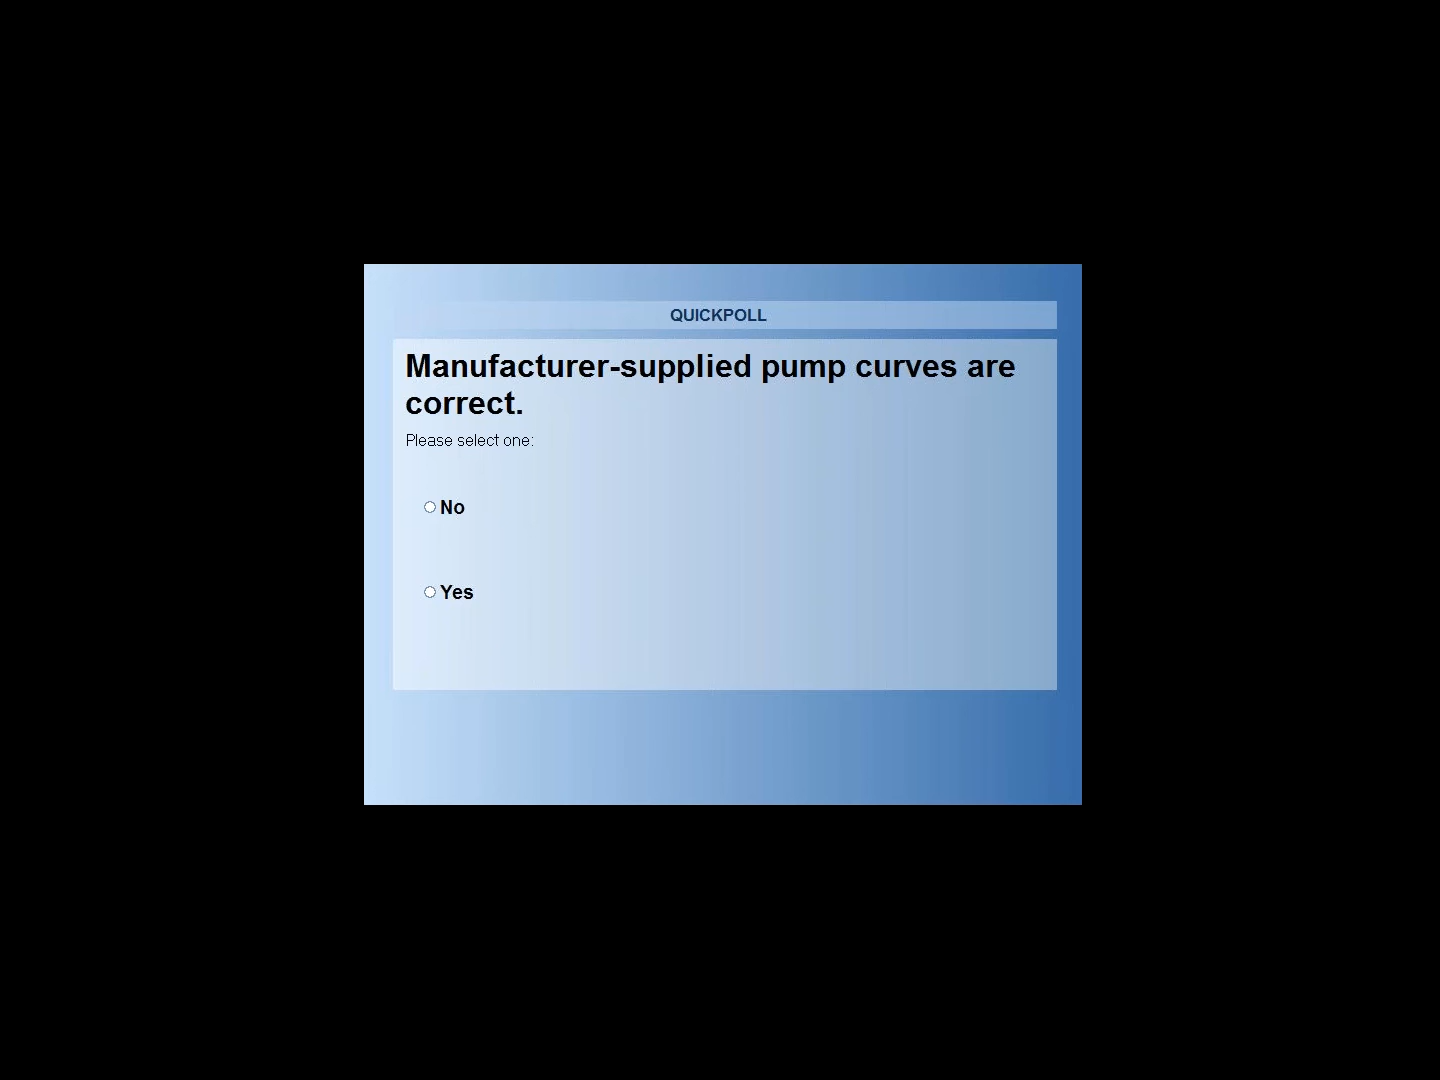 QUICKPOLL
Manufacturer-supplied pump curves are
correct.
Please select one:
No
Yes